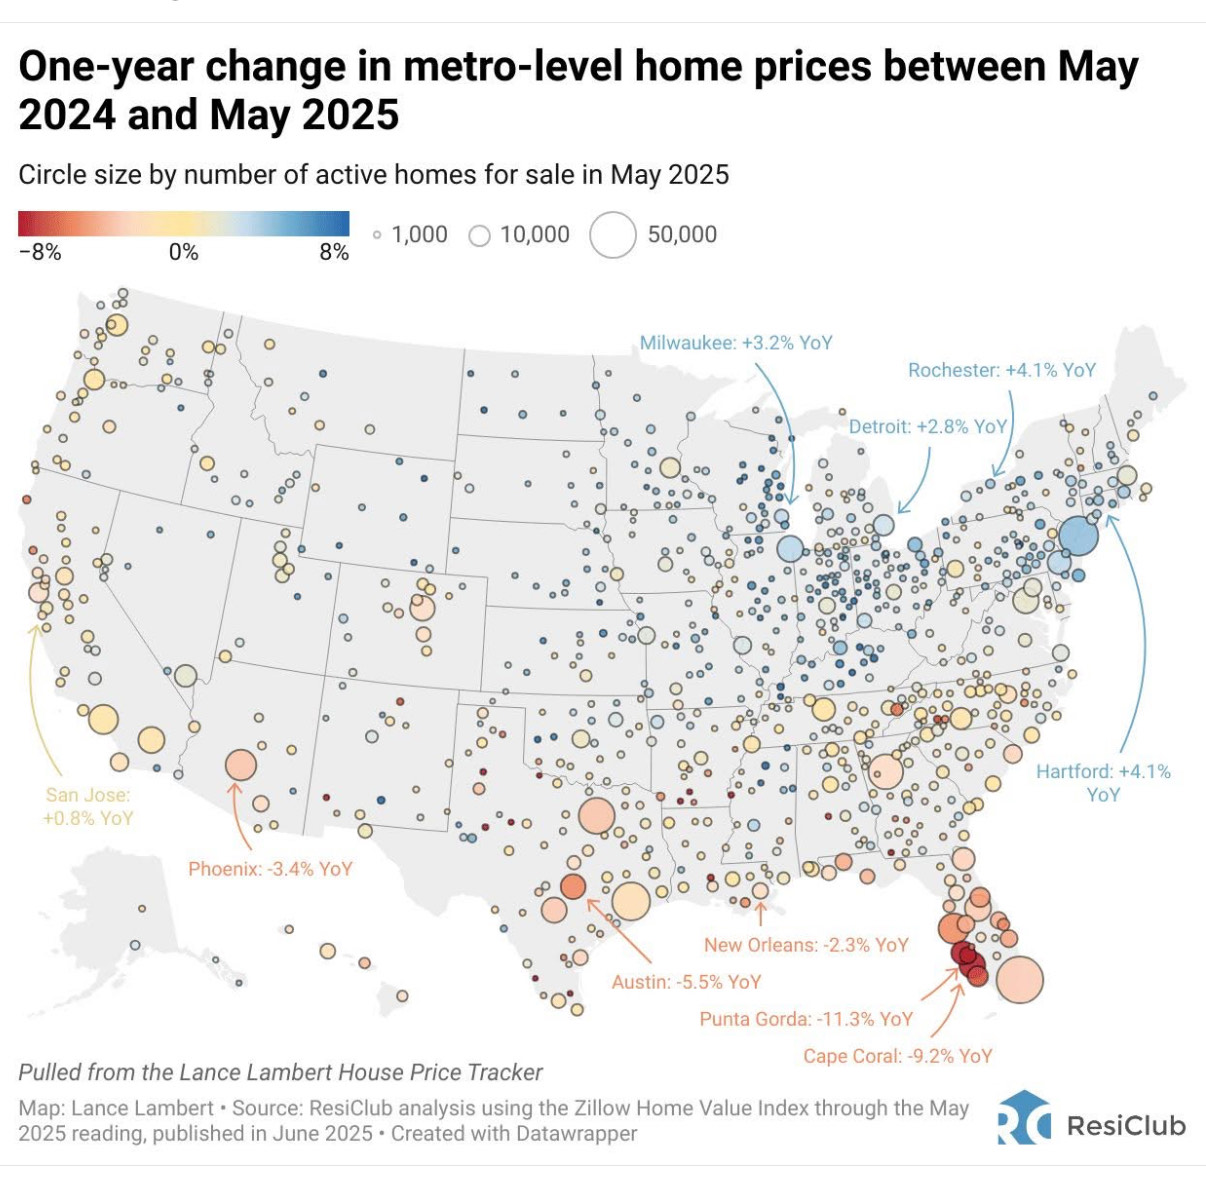 One-year change in metro-level home prices between May
2024 and May 2025
Circle size by number of active homes for sale in May 2025
−8%
0%
8%
1,000
10,000
50,000
Milwaukee: +3.2% YoY
Rochester: +4.1% YoY
Detroit: +2.8% YoY
Hartford: +4.1%
YoY
San Jose:
+0.8% YoY
Phoenix: -3.4% YoY
New Orleans: -2.3% YoY
Austin: -5.5% YoY
Punta Gorda: -11.3% YoY
Cape Coral: -9.2% YoY
Pulled from the Lance Lambert House Price Tracker
Map: Lance Lambert • Source: ResiClub analysis using the Zillow Home Value Index through the May
2025 reading, published in June 2025 • Created with Datawrapper
RC ResiClub